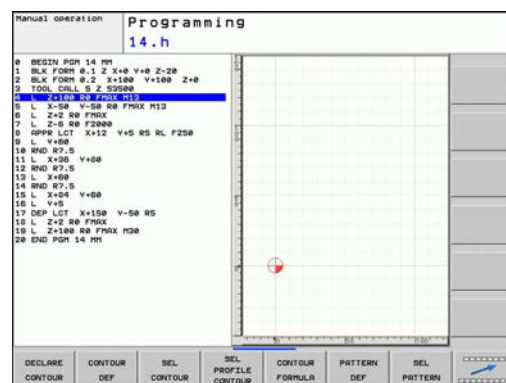 Manual operation
Programming
14.h
0 BEGIN PGM 14 MM
1 BLK FORM 0.1 Z X+0 Y+0 Z-20
2 BLK FORM 0.2 X+100 Y+100 Z+0
3 TOOL CALL 5 Z S3500
4 L Z+100 R0 FMAX M13
5 L X-50 Y-50 R0 FMAX M13
6 L Z+2 R0 FMAX
7 L Z-6 R0 F2000
8 APPR LCT X+12 Y+5 R5 RL F250
9 L Y+60
10 RND R7.5
11 L X+36 Y+80
12 RND R7.5
13 L X+60
14 RND R7.5
15 L X+84 Y+60
16 L Y+5
17 DEP LCT X+150 Y-50 R5
18 L Z+2 R0 FMAX
19 L Z+100 R0 FMAX M30
20 END PGM 14 MM
DECLARE CONTOUR
CONTOUR DEF
SEL CONTOUR
SEL PROFILE CONTOUR
CONTOUR FORMULA
PATTERN DEF
SEL PATTERN